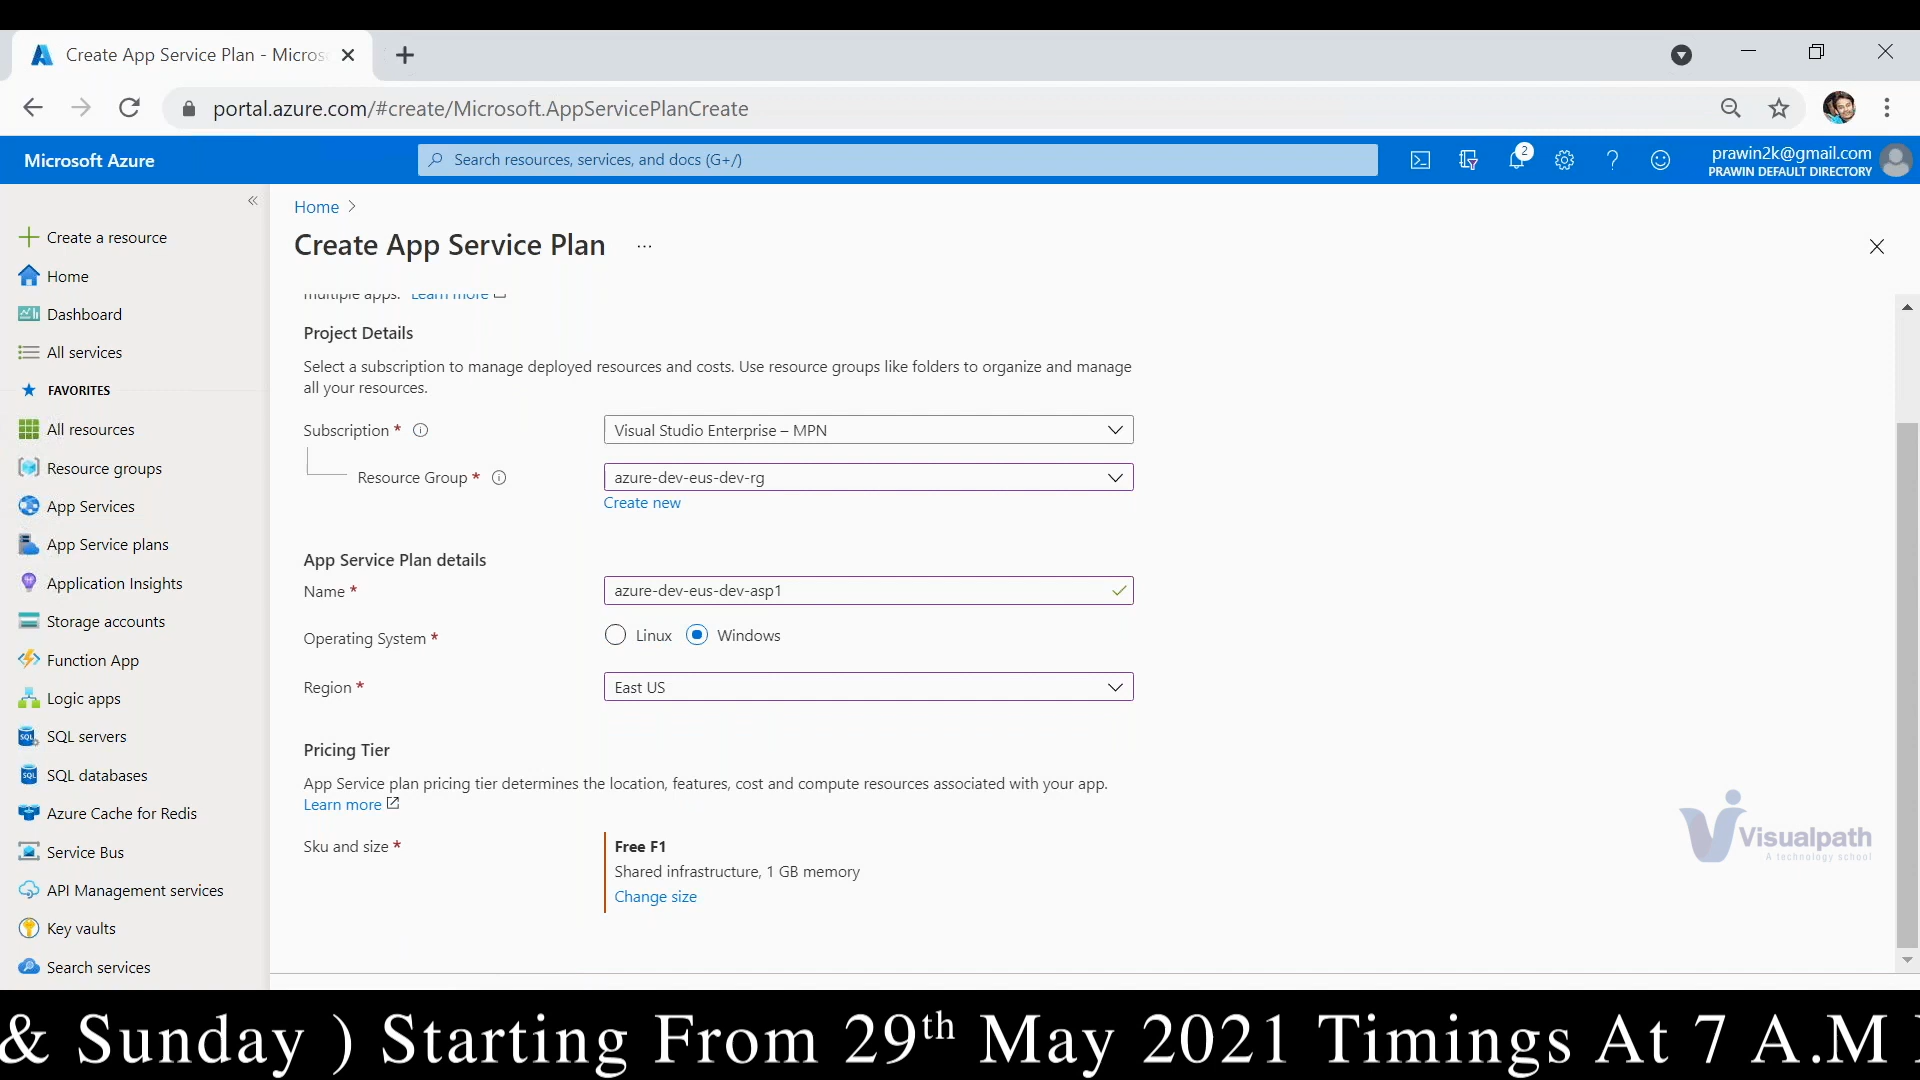 Create App Service Plan - Micros
portal.azure.com/#create/Microsoft.AppServicePlanCreate
Microsoft Azure
Search resources, services, and docs (G+/)
2
prawin2k@gmail.com
PRAWIN DEFAULT DIRECTORY
Create a resource
Home
Dashboard
All services
FAVORITES
All resources
Resource groups
App Services
App Service plans
Application Insights
Storage accounts
Function App
Logic apps
SQL servers
SQL databases
Azure Cache for Redis
Service Bus
API Management services
Key vaults
Search services
Home
Create App Service Plan ...
multiple apps. Learn more
Project Details
Select a subscription to manage deployed resources and costs. Use resource groups like folders to organize and manage
all your resources.
Subscription *
Visual Studio Enterprise – MPN
Resource Group *
azure-dev-eus-dev-rg
Create new
App Service Plan details
Name *
azure-dev-eus-dev-asp1
Operating System *
Linux Windows
Region *
East US
Pricing Tier
App Service plan pricing tier determines the location, features, cost and compute resources associated with your app.
Learn more
Sku and size *
Free F1
Shared infrastructure, 1 GB memory
Change size
Visualpath
A technology school
& Sunday ) Starting From 29th May 2021 Timings At 7 A.M